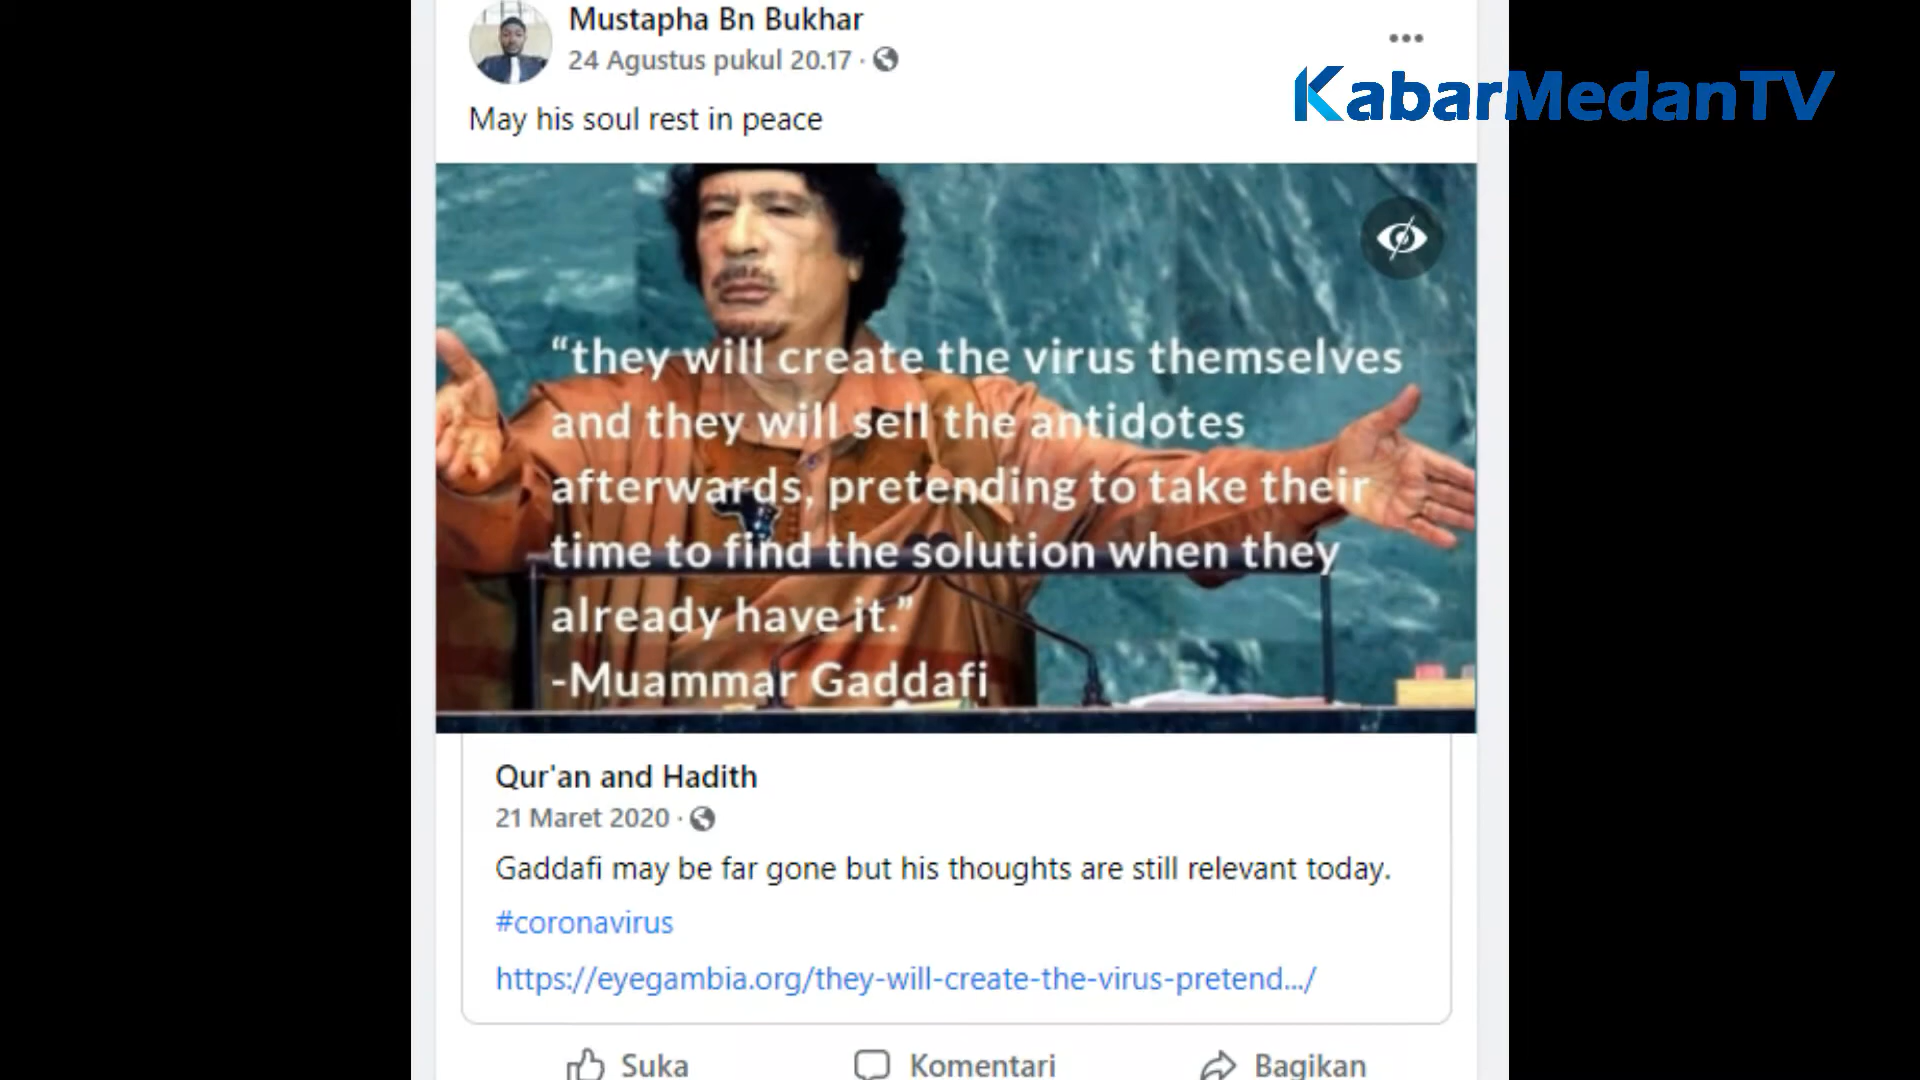 Mustapha Bn Bukhar
24 Agustus pukul 20.17 ·
KabarMedanTV
May his soul rest in peace
“they will create the virus themselves
and they will sell the antidotes
afterwards, pretending to take their
time to find the solution when they
already have it.”
-Muammar Gaddafi
Qur'an and Hadith
21 Maret 2020 ·
Gaddafi may be far gone but his thoughts are still relevant today.
#coronavirus
https://eyegambia.org/they-will-create-the-virus-pretend.../
Suka Komentari Bagikan